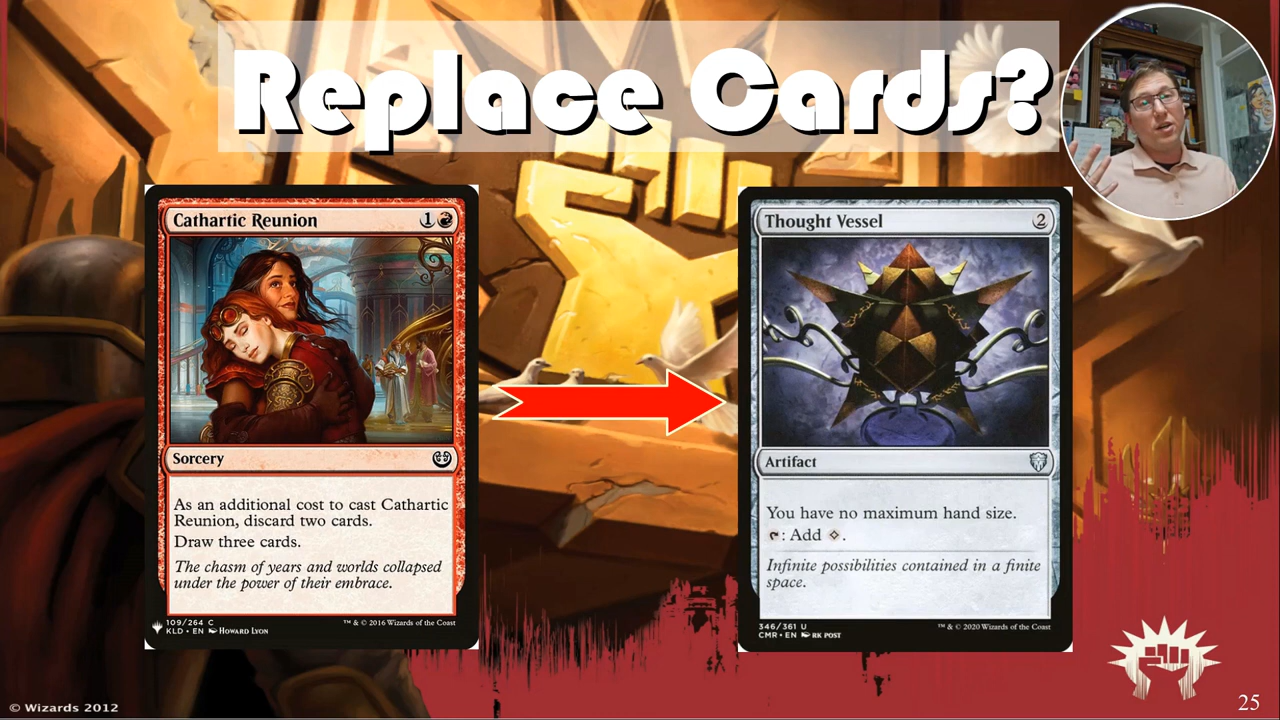 Replace Cards?
Cathartic Reunion 1
Sorcery
As an additional cost to cast Cathartic
Reunion, discard two cards.
Draw three cards.
The chasm of years and worlds collapsed
under the power of their embrace.
109/264 C
KLD • EN HOWARD LYON
™ & © 2016 Wizards of the Coast
Thought Vessel 2
Artifact
You have no maximum hand size.
: Add .
Infinite possibilities contained in a finite
space.
346/361 U
CMR • EN RK POST
™ & © 2020 Wizards of the Coast
© Wizards 2012
25